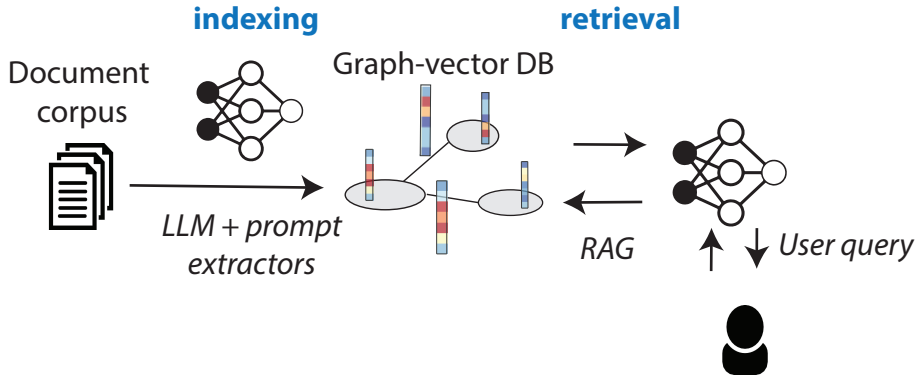 indexing
retrieval
Document
corpus
Graph-vector DB
LLM + prompt
extractors
RAG
User query